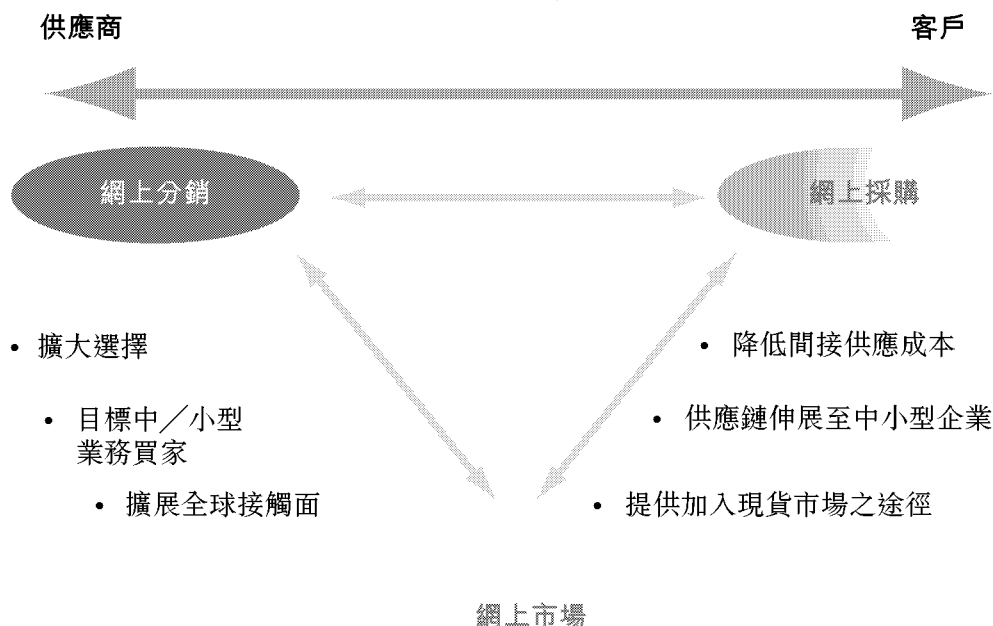 供應商
客戶
網上分銷
網上採購
• 擴大選擇
• 目標中／小型
業務買家
• 擴展全球接觸面
• 降低間接供應成本
• 供應鏈伸展至中小型企業
• 提供加入現貨市場之途徑
網上市場